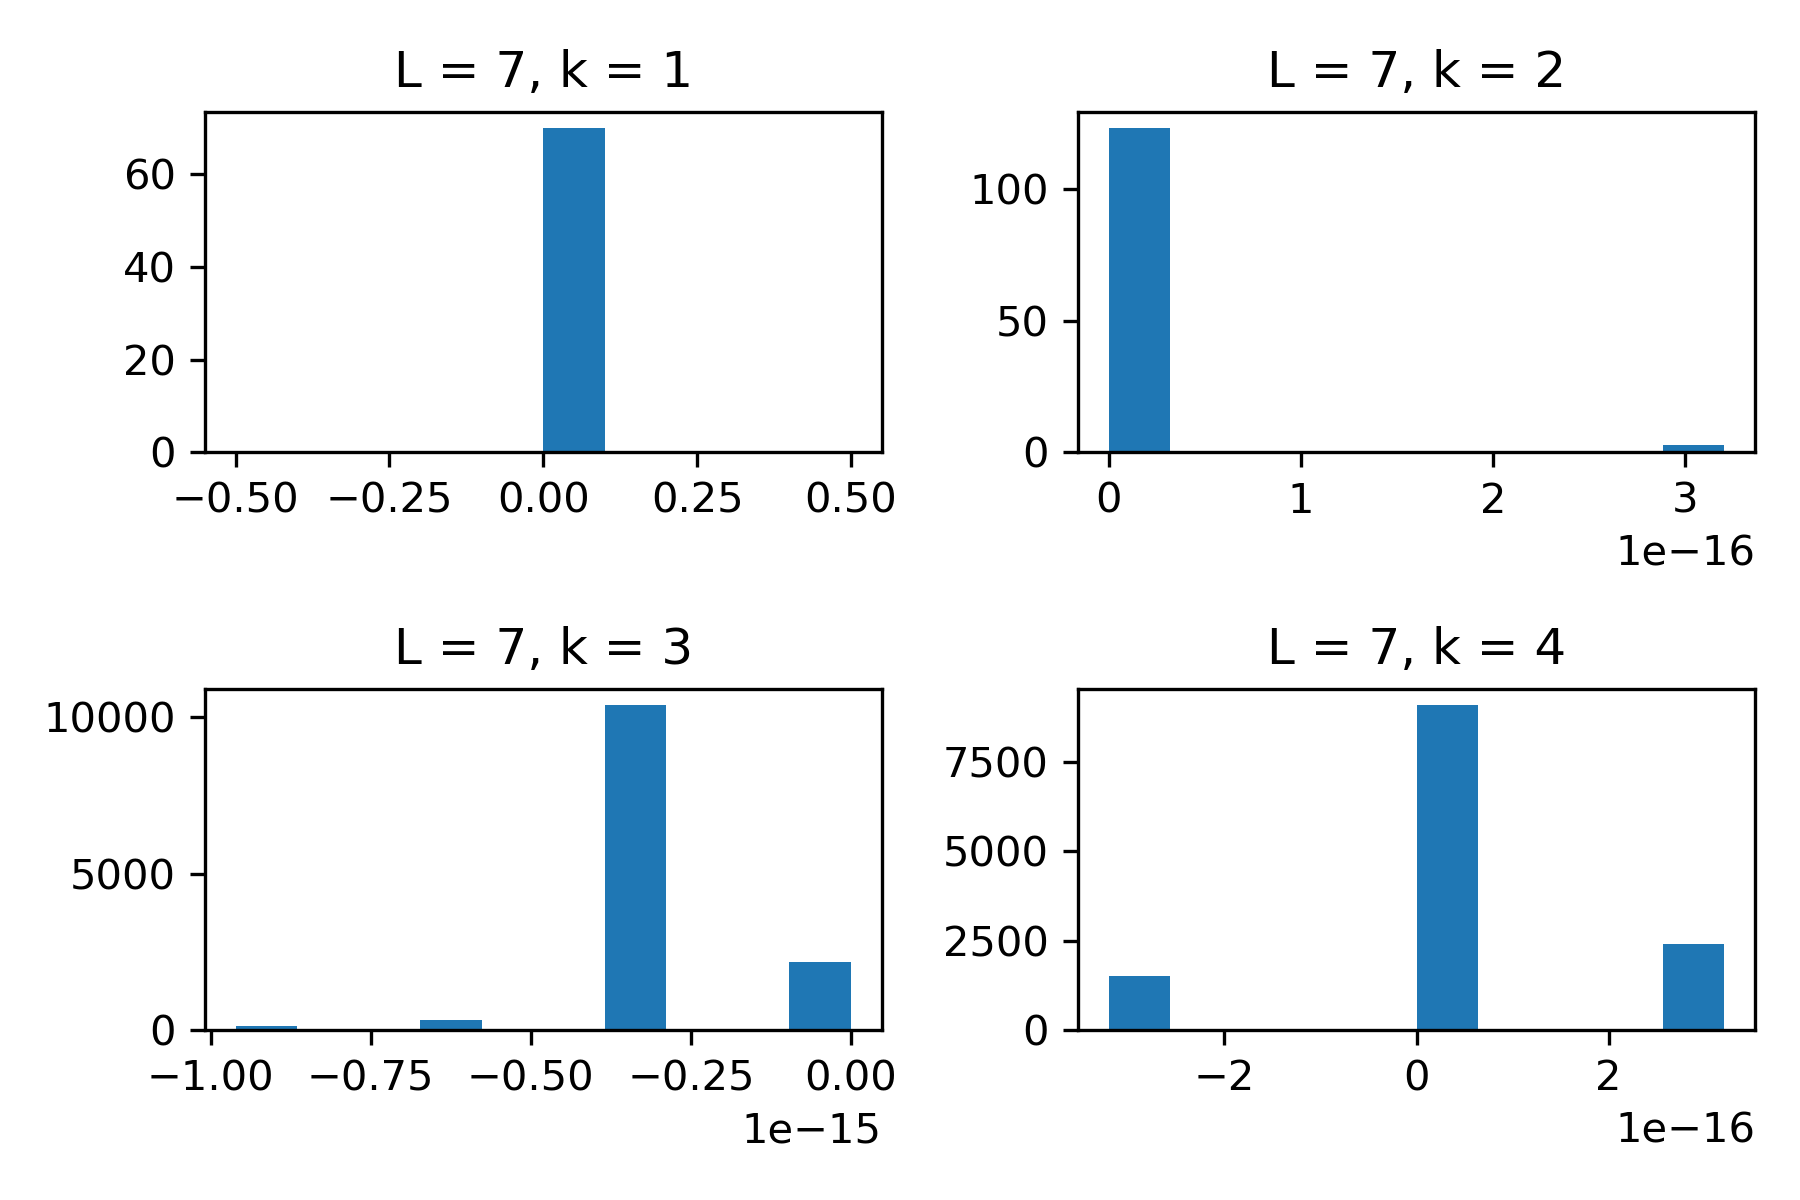 L = 7, k = 1
60
40
20
0
−0.50 −0.25 0.00 0.25 0.50
L = 7, k = 2
100
50
0
0 1 2 3
1e−16
L = 7, k = 3
10000
5000
0
−1.00 −0.75 −0.50 −0.25 0.00
1e−15
L = 7, k = 4
7500
5000
2500
0
−2 0 2
1e−16